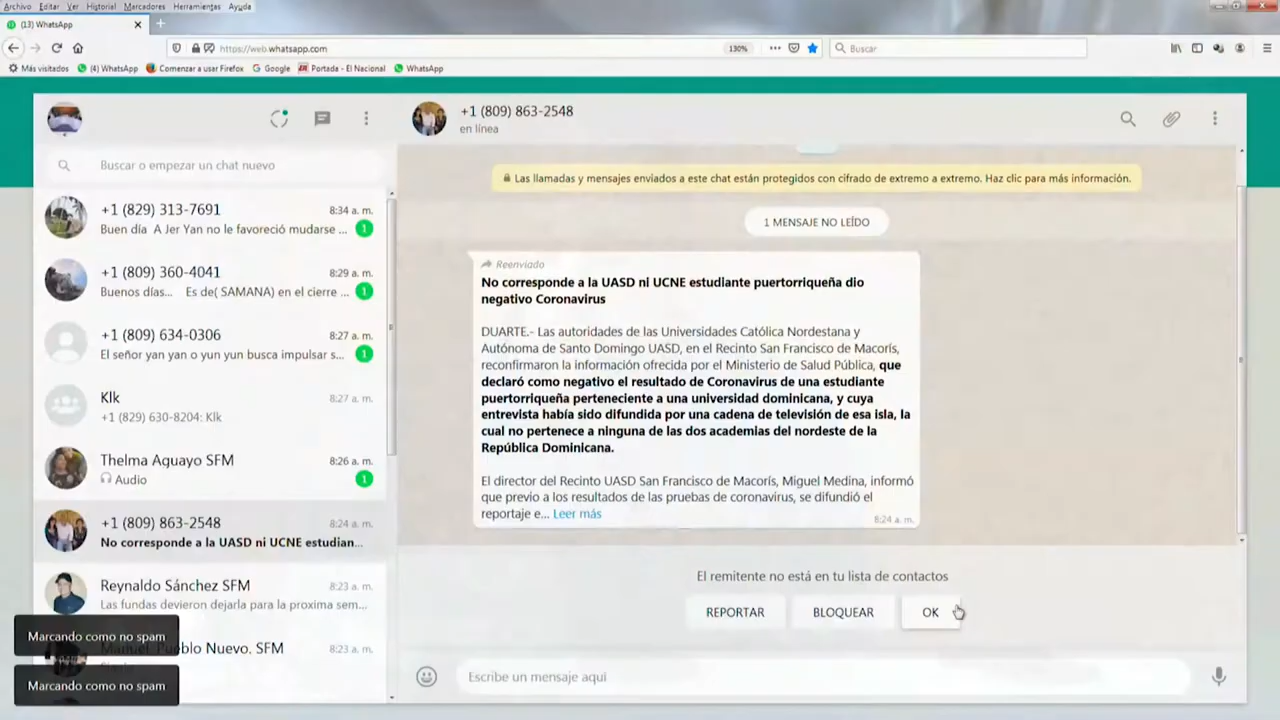 Archivo Editar Ver Historial Marcadores Herramientas Ayuda
(13) WhatsApp
https://web.whatsapp.com
130%
Buscar
Más visitados
(4) WhatsApp
Comenzar a usar Firefox
Google
Portada - El Nacional
WhatsApp
+1 (809) 863-2548
en línea
Buscar o empezar un chat nuevo
+1 (829) 313-7691
8:34 a. m.
Buen día A Jer Yan no le favoreció mudarse ...
1
+1 (809) 360-4041
8:29 a. m.
Buenos días... Es de( SAMANA) en el cierre ...
1
+1 (809) 634-0306
8:27 a. m.
El señor yan yan o yun yun busca impulsar s...
1
Klk
8:27 a. m.
+1 (829) 630-8204: Klk
Thelma Aguayo SFM
8:26 a. m.
Audio
1
+1 (809) 863-2548
8:24 a. m.
No corresponde a la UASD ni UCNE estudian...
Reynaldo Sánchez SFM
8:23 a. m.
Las fundas devieron dejarla para la proxima sem...
Manuel. Pueblo Nuevo. SFM
8:23 a. m.
Marcando como no spam
Marcando como no spam
Las llamadas y mensajes enviados a este chat están protegidos con cifrado de extremo a extremo. Haz clic para más información.
1 MENSAJE NO LEÍDO
Reenviado
No corresponde a la UASD ni UCNE estudiante puertorriqueña dio
negativo Coronavirus
DUARTE.- Las autoridades de las Universidades Católica Nordestana y
Autónoma de Santo Domingo UASD, en el Recinto San Francisco de Macorís,
reconfirmaron la información ofrecida por el Ministerio de Salud Pública, que
declaró como negativo el resultado de Coronavirus de una estudiante
puertorriqueña perteneciente a una universidad dominicana, y cuya
entrevista había sido difundida por una cadena de televisión de esa isla, la
cual no pertenece a ninguna de las dos academias del nordeste de la
República Dominicana.
El director del Recinto UASD San Francisco de Macorís, Miguel Medina, informó
que previo a los resultados de las pruebas de coronavirus, se difundió el
reportaje e... Leer más
8:24 a. m.
El remitente no está en tu lista de contactos
REPORTAR
BLOQUEAR
OK
Escribe un mensaje aquí